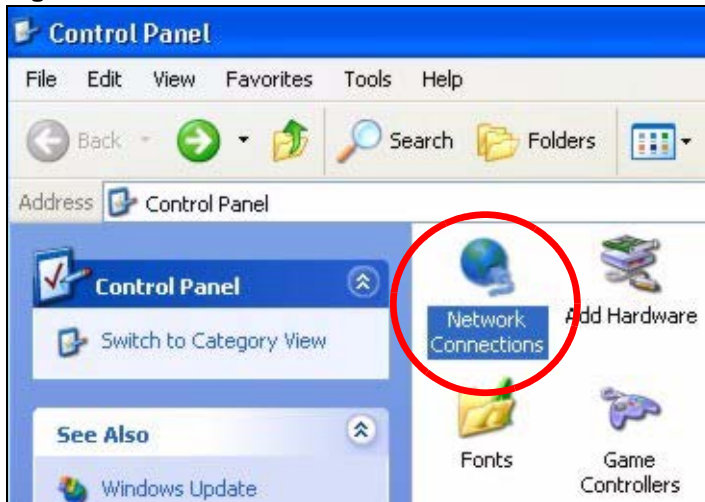 Control Panel
File Edit View Favorites Tools Help
Back Search Folders
Address Control Panel
Control Panel
Switch to Category View
See Also
Windows Update
Network
Connections
Add Hardware
Fonts
Game
Controllers